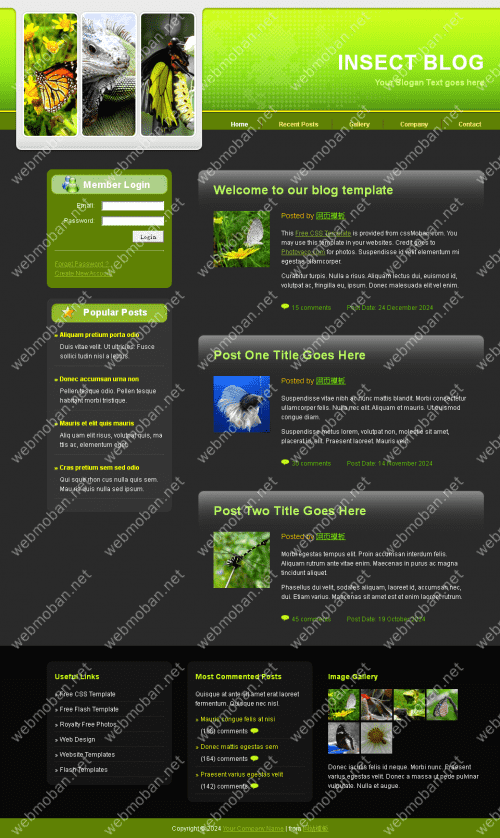 INSECT BLOG
Your Slogan Text goes here
Home Recent Posts Gallery Company Contact
Member Login
Email
Password
Login
Forgot Password ?
Create New Account
Popular Posts
» Aliquam pretium porta odio
Duis vitae velit. Ut ultricies. Fusce
sollici tudin nisl a lectus.
» Donec accumsan urna non
Pellentesque odio. Pellen tesque
habitant morbi tristique.
» Mauris et elit quis mauris
Aliq uam elit risus, volutpat quis, ma
ttis ac, elementum eget.
» Cras pretium sem sed odio
Qui sque rhon cus nulla quis sem.
Mauris quis nulla sed ipsum.
Welcome to our blog template
Posted by 网页模板
This Free CSS Template is provided from cssMoban.com. You
may use this template in your websites. Credit goes to
for photos. Suspendisse id velit elementum mi
egestas ullamcorper.
Curabitur turpis. Nulla a risus. Aliquam lectus dui, euismod id,
volutpat ac, fringilla eu, ipsum. Donec malesuada elit vel enim.
15 comments Post Date: 24 December 2024
Post One Title Goes Here
Posted by 网页模板
Suspendisse vitae nibh ac nunc mattis blandit. Morbi consectetur
ullamcorper felis. Nulla nec elit. Aliquam et mauris. Ut euismod
congue diam.
Suspendisse metus lorem, volutpat non, molestie sit amet,
placerat id, elit. Praesent laoreet. Mauris velit.
30 comments Post Date: 14 November 2024
Post Two Title Goes Here
Posted by 网页模板
Morbi egestas tempus elit. Proin accumsan interdum felis.
Aliquam rutrum ante vitae enim. Maecenas in purus ac magna
tincidunt aliquet.
Phasellus dui velit, sodales aliquam, laoreet id, accumsan nec,
dui. Etiam varius. Maecenas sit amet est et enim laoreet rutrum.
45 comments Post Date: 19 October 2024
Useful Links
» Free CSS Template
» Free Flash Template
» Royalty Free Photos
» Web Design
» Website Templates
» Flash Templates
Most Commented Posts
Quisque at ante sit amet erat laoreet
fermentum. Quisque nec nisl.
» Mauris congue felis at nisi
comments
» Donec mattis egestas sem
(164) comments
» Praesent varius egestas velit
(142) comments
Image Gallery
Donec iaculis felis id neque. Morbi nunc. Praesent
varius egestas velit. Donec a massa ut pede pulvinar
vulputate. Nulla et augue.
Copyright © 2024 Your Company Name | from 网站模板
webmoban.net